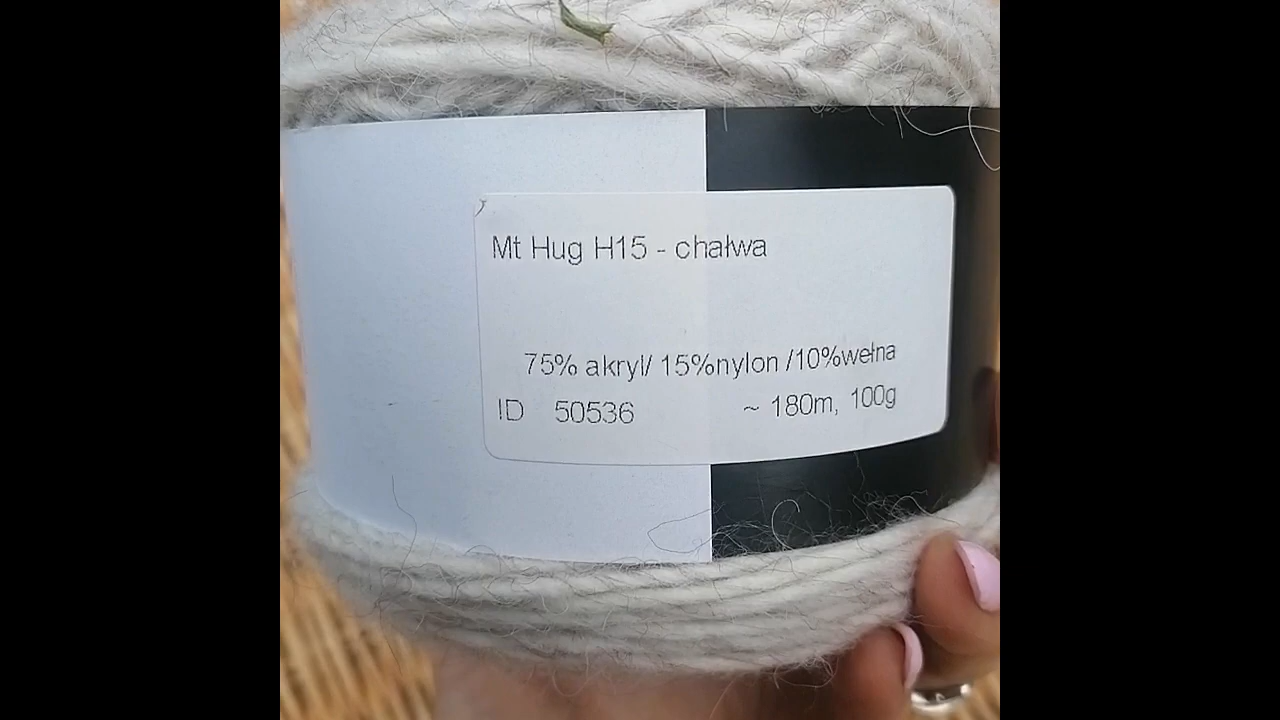 Mt Hug H15 - chałwa
75% akryl/ 15%nylon /10%wełna
ID 50536 ~ 180m, 100g